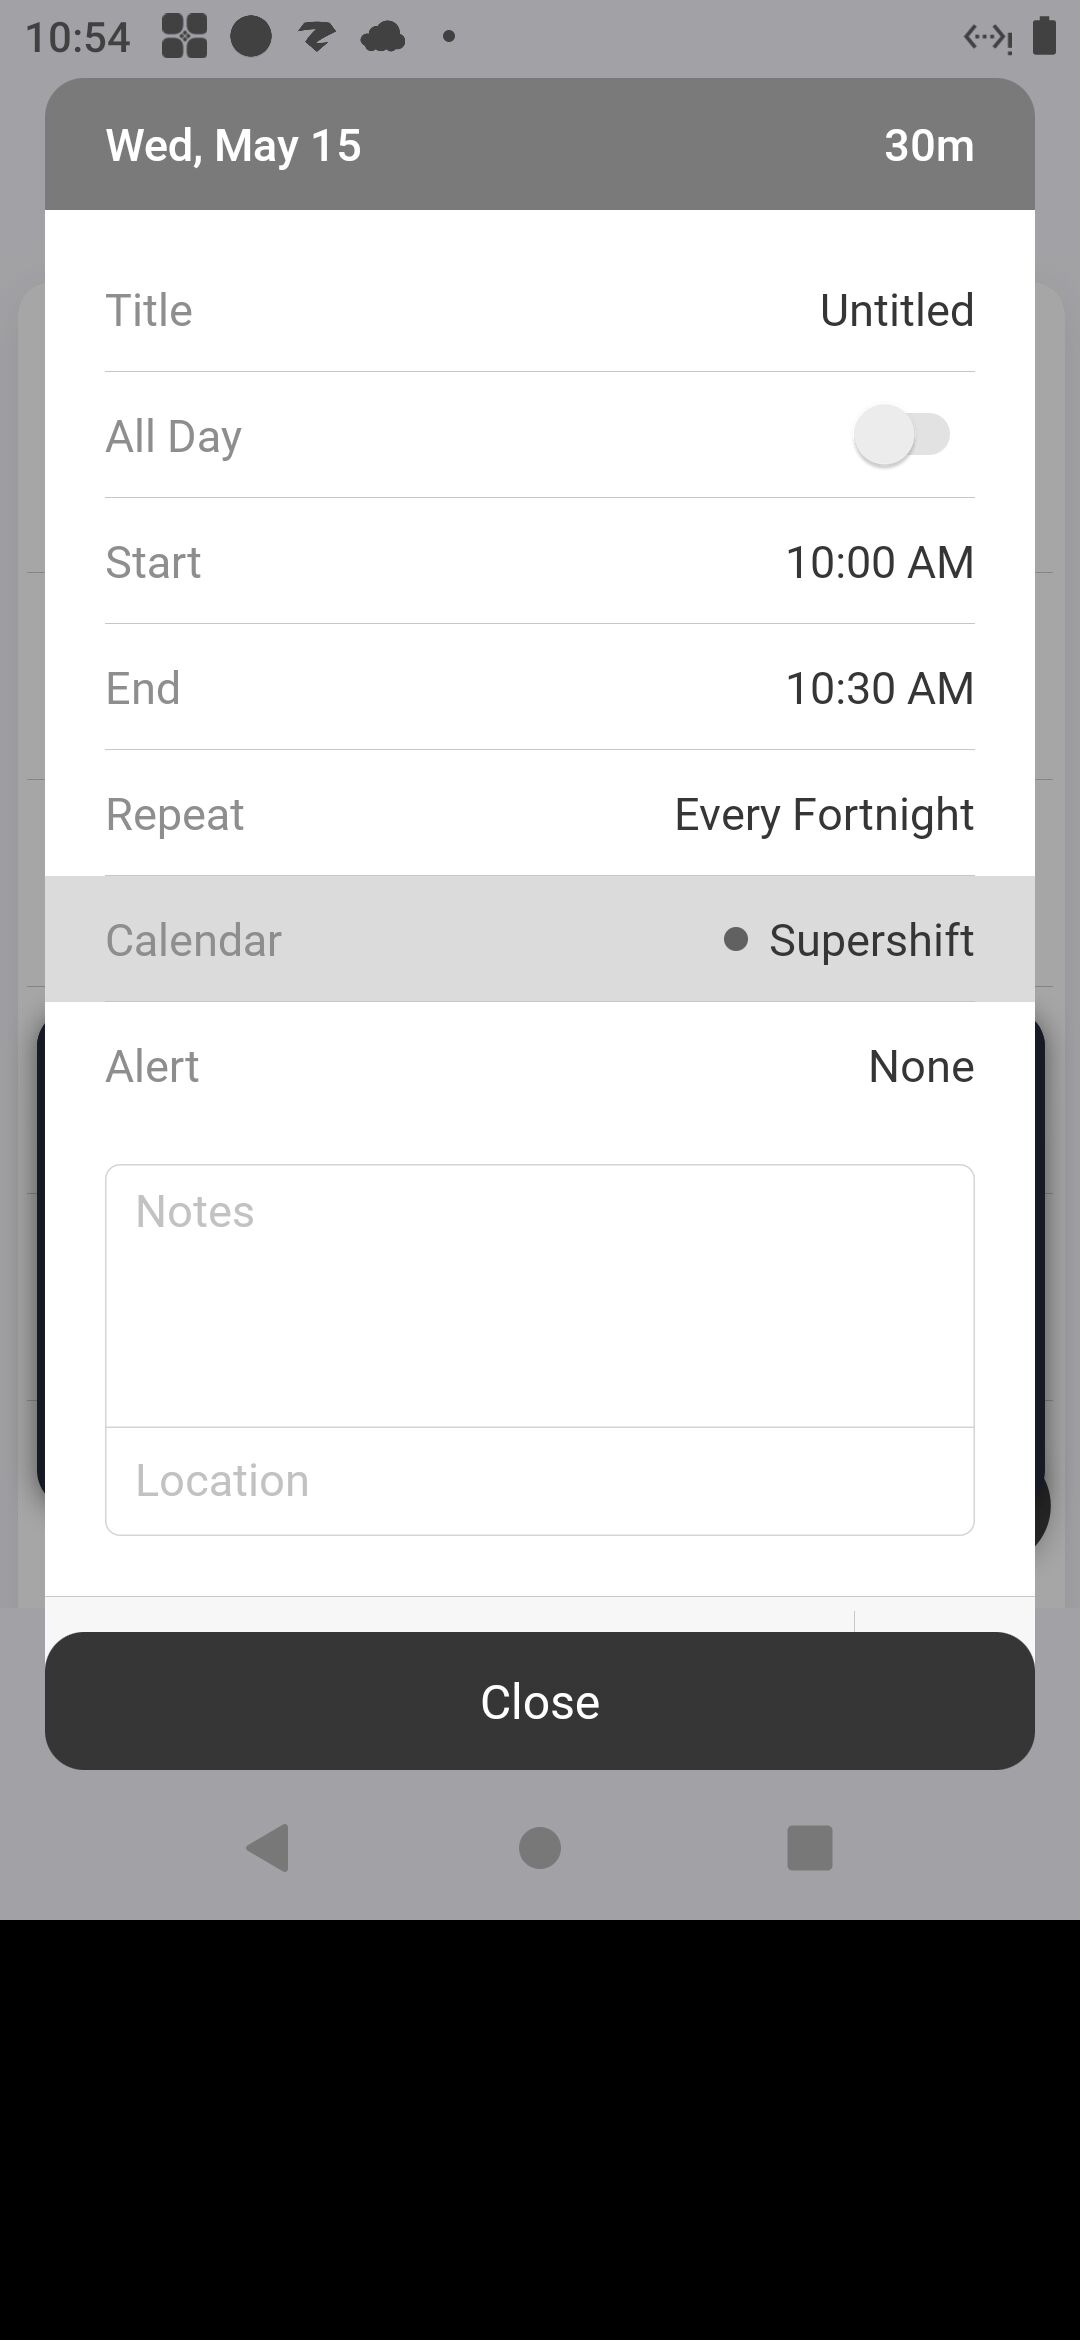 10:54
Wed, May 15 30m
Title Untitled
All Day
Start 10:00 AM
End 10:30 AM
Repeat Every Fortnight
Calendar Supershift
Alert None
Notes
Location
Close